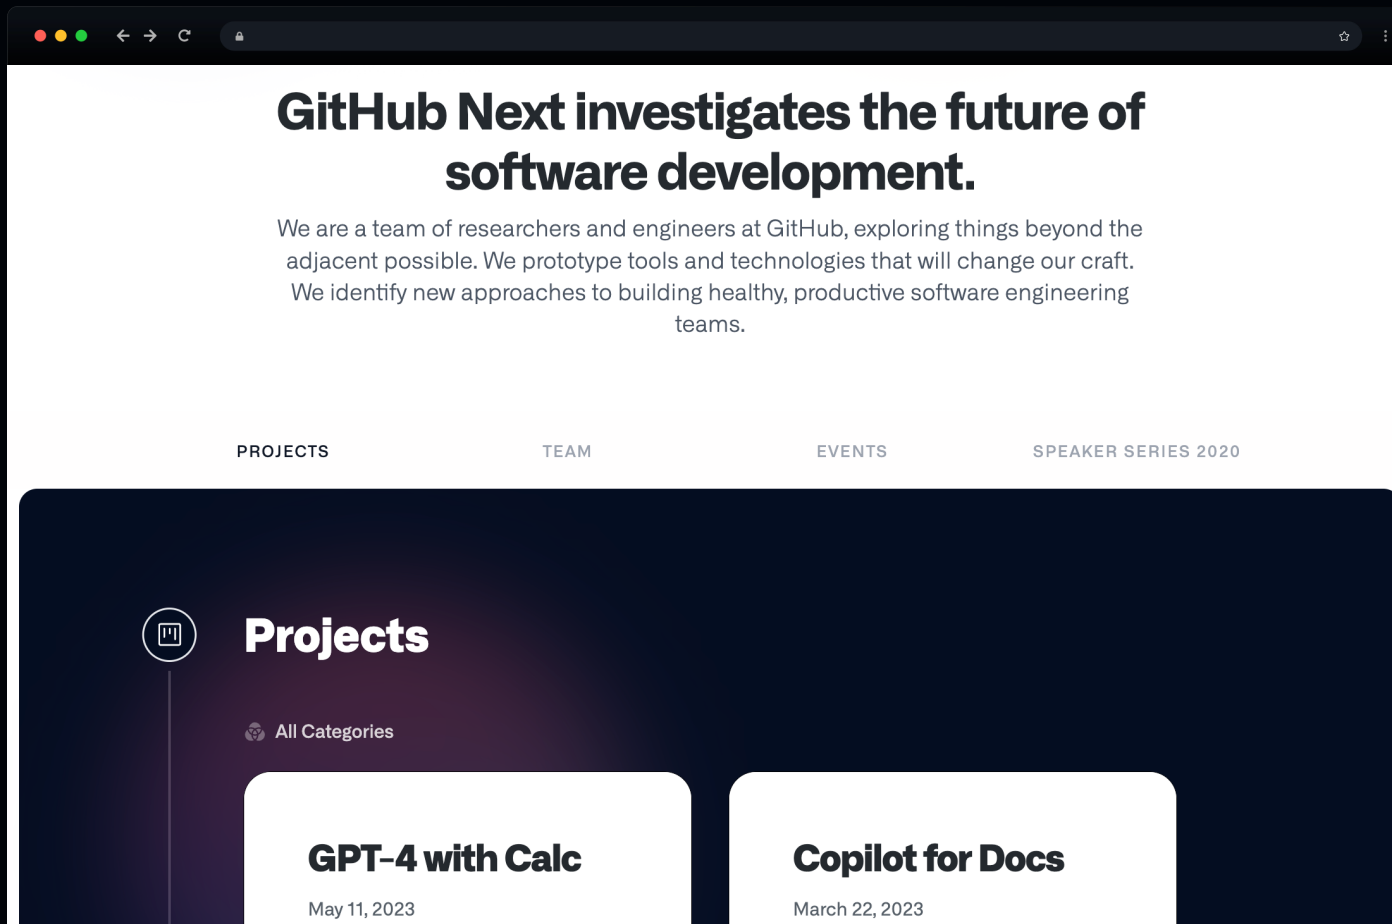 GitHub Next investigates the future of
software development.
We are a team of researchers and engineers at GitHub, exploring things beyond the
adjacent possible. We prototype tools and technologies that will change our craft.
We identify new approaches to building healthy, productive software engineering
teams.
PROJECTS TEAM EVENTS SPEAKER SERIES 2020
Projects
All Categories
GPT-4 with Calc
May 11, 2023
Copilot for Docs
March 22, 2023